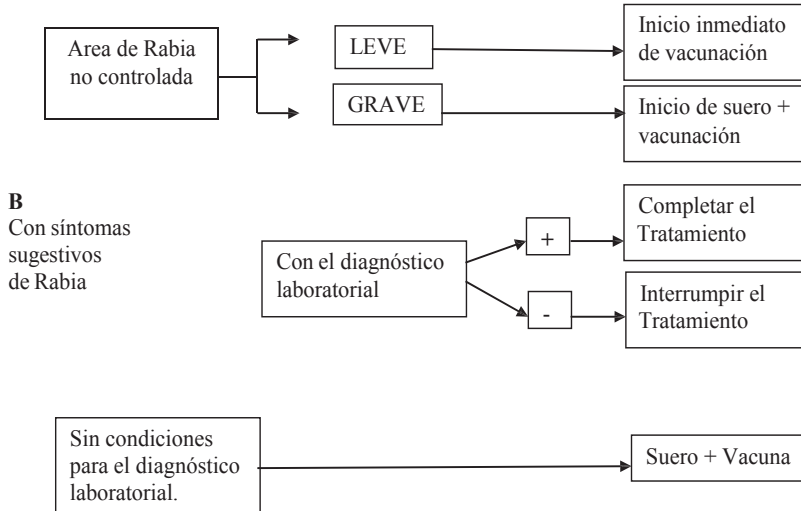 Area de Rabia
no controlada
LEVE
Inicio inmediato
de vacunación
GRAVE
Inicio de suero +
vacunación
B
Con síntomas
sugestivos
de Rabia
Con el diagnóstico
laboratorial
+
Completar el
Tratamiento
-
Interrumpir el
Tratamiento
Sin condiciones
para el diagnóstico
laboratorial.
Suero + Vacuna